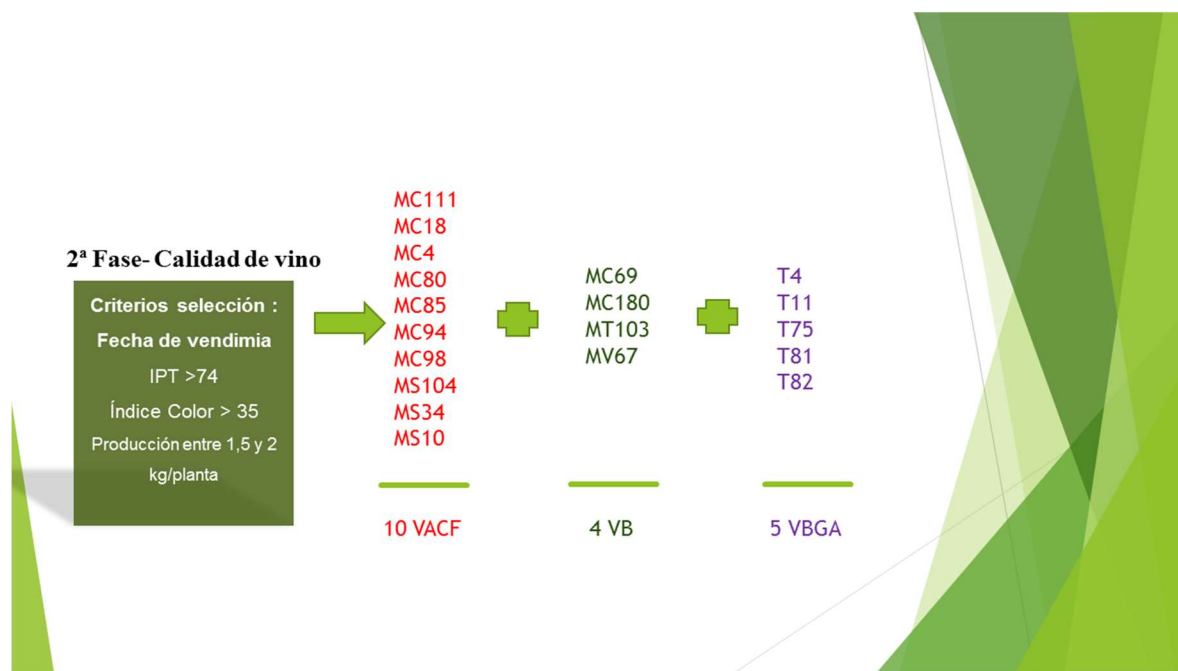 2ª Fase- Calidad de vino
Criterios selección :
Fecha de vendimia
IPT >74
Índice Color > 35
Producción entre 1,5 y 2
kg/planta
MC111
MC18
MC4
MC80
MC85
MC94
MC98
MS104
MS34
MS10
10 VACF
MC69
MC180
MT103
MV67
4 VB
T4
T11
T75
T81
T82
5 VBGA